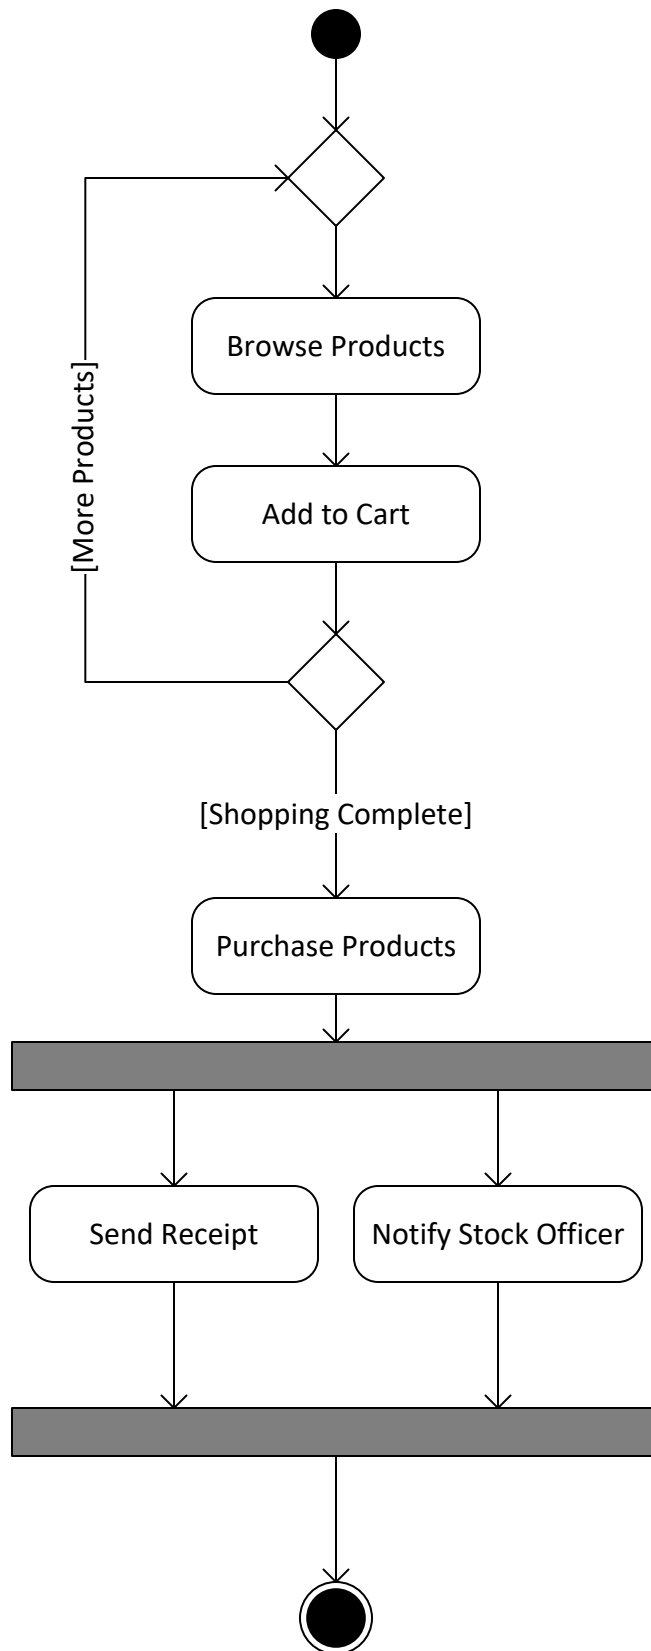 Browse Products
Add to Cart
[More Products]
[Shopping Complete]
Purchase Products
Send Receipt
Notify Stock Officer